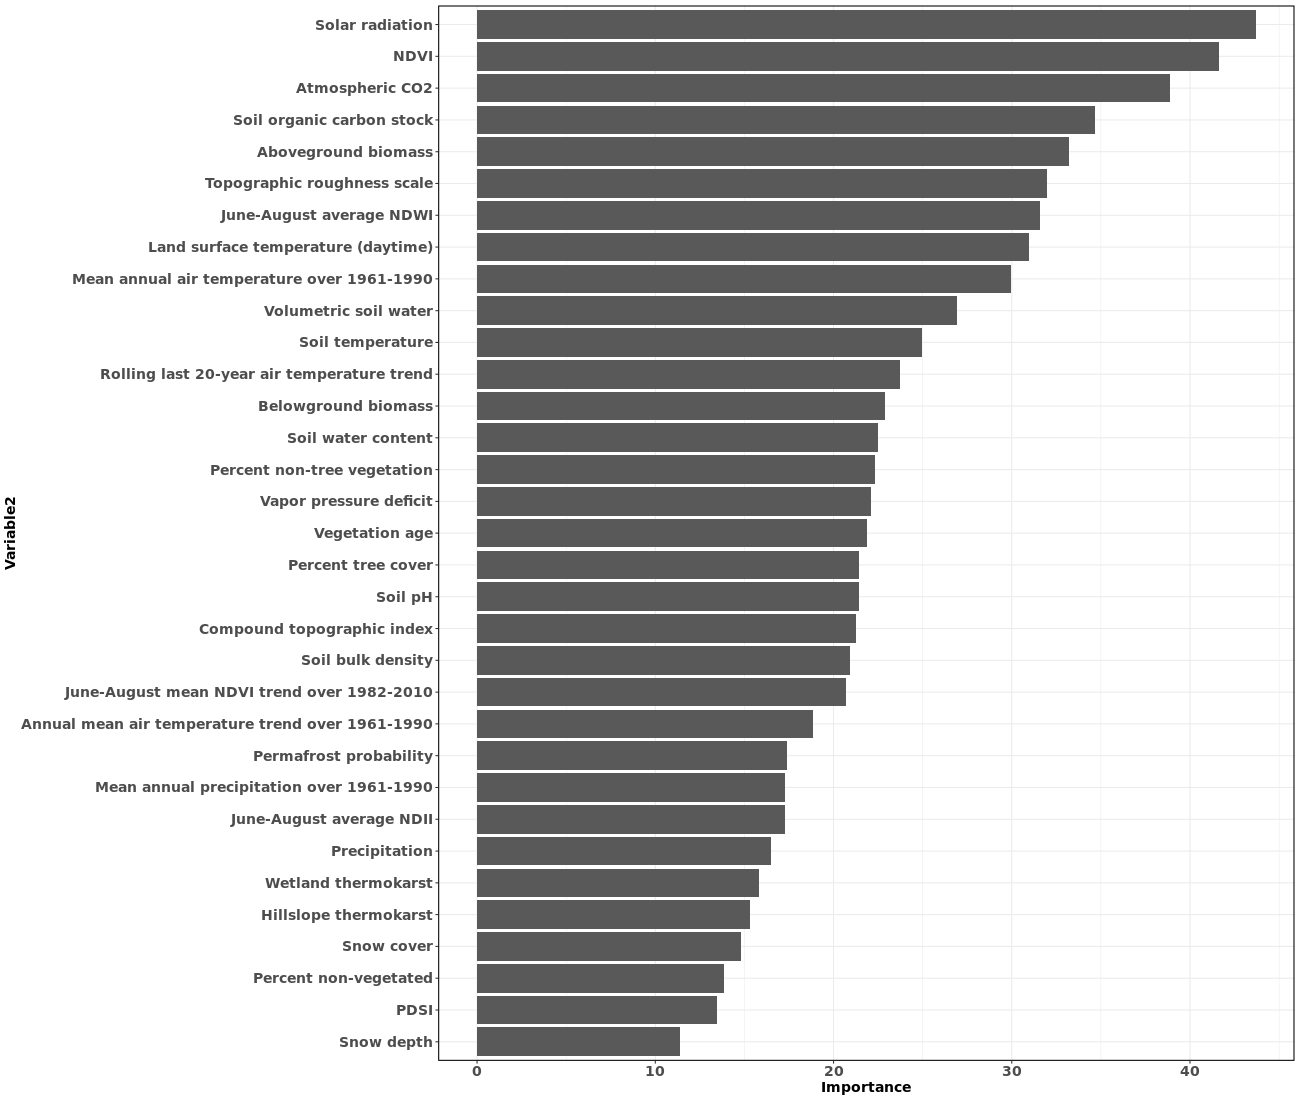 Solar radiation
NDVI
Atmospheric CO2
Soil organic carbon stock
Aboveground biomass
Topographic roughness scale
June-August average NDWI
Land surface temperature (daytime)
Mean annual air temperature over 1961-1990
Volumetric soil water
Soil temperature
Rolling last 20-year air temperature trend
Belowground biomass
Soil water content
Percent non-tree vegetation
Vapor pressure deficit
Vegetation age
Percent tree cover
Soil pH
Compound topographic index
Soil bulk density
June-August mean NDVI trend over 1982-2010
Annual mean air temperature trend over 1961-1990
Permafrost probability
Mean annual precipitation over 1961-1990
June-August average NDII
Precipitation
Wetland thermokarst
Hillslope thermokarst
Snow cover
Percent non-vegetated
PDSI
Snow depth
Variable2
0 10 20 30 40
Importance